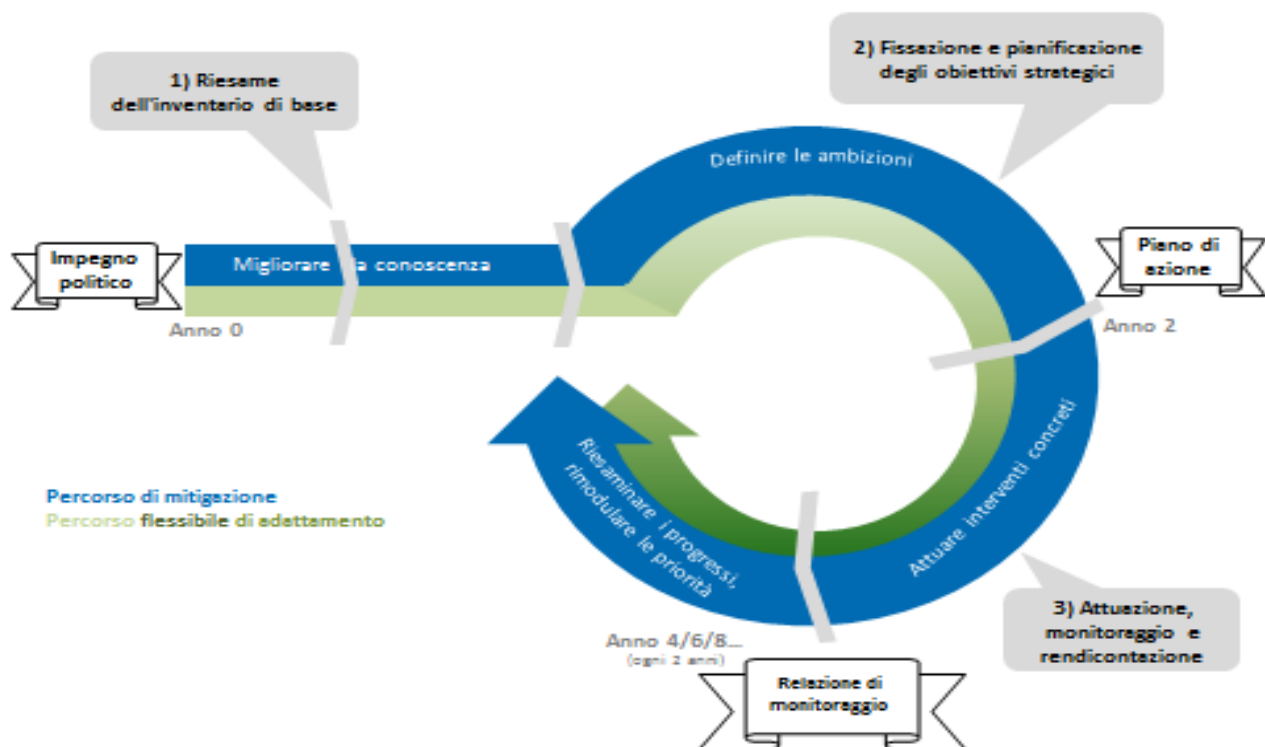 1) Riesame
dell'inventario di base
2) Fissazione e pianificazione
degli obiettivi strategici
Definire le ambizioni
Impegno
politico
Migliorare la conoscenza
Piano di
azione
Anno 0
Anno 2
Riesaminare i progressi,
rimodulare le priorità
Attuare interventi concreti
Percorso di mitigazione
Percorso flessibile di adattamento
3) Attuazione,
monitoraggio e
rendicontazione
Anno 4/6/8...
(ogni 2 anni)
Relazione di
monitoraggio